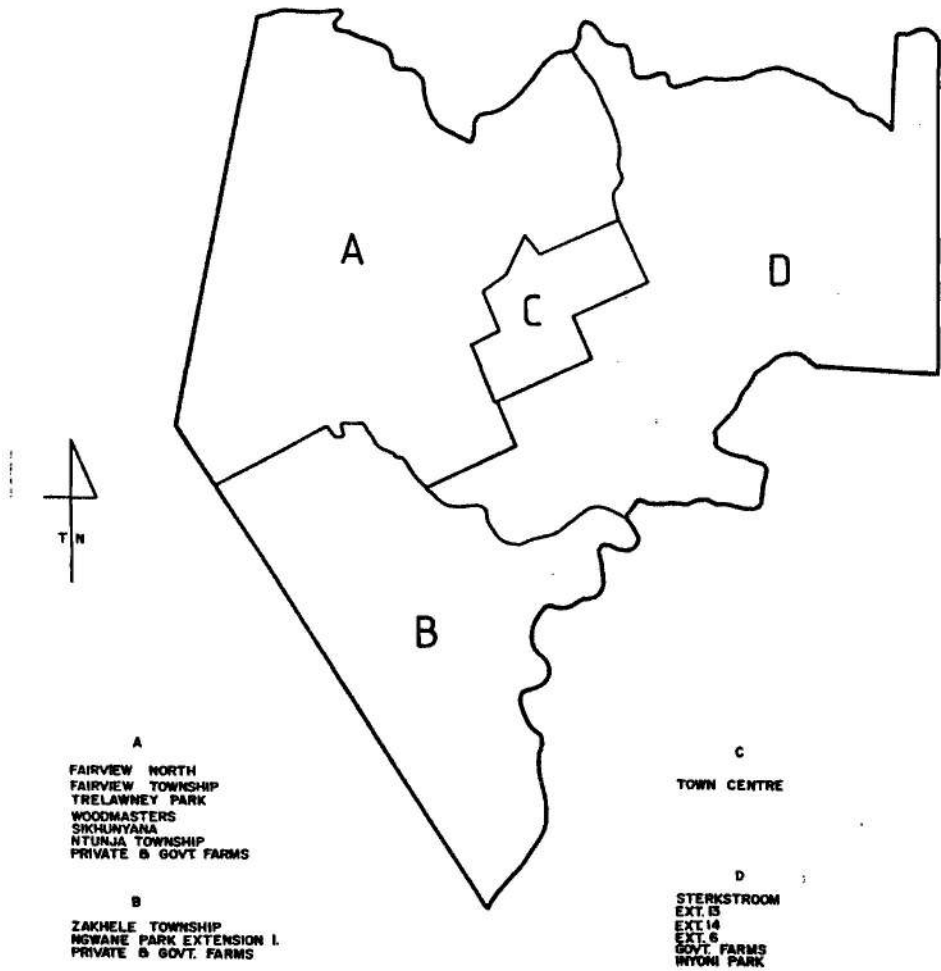 A
D
C
T N
B
A
FAIRVIEW NORTH
FAIRVIEW TOWNSHIP
TRELAWNEY PARK
WOODMASTERS
SIKHUNYANA
NTUNJA TOWNSHIP
PRIVATE & GOVT. FARMS
B
ZAKHELE TOWNSHIP
NGWANE PARK EXTENSION I.
PRIVATE & GOVT. FARMS
C
TOWN CENTRE
D
STERKSTROOM
EXT. 13
EXT. 14
EXT. 6
GOVT. FARMS
INYONI PARK